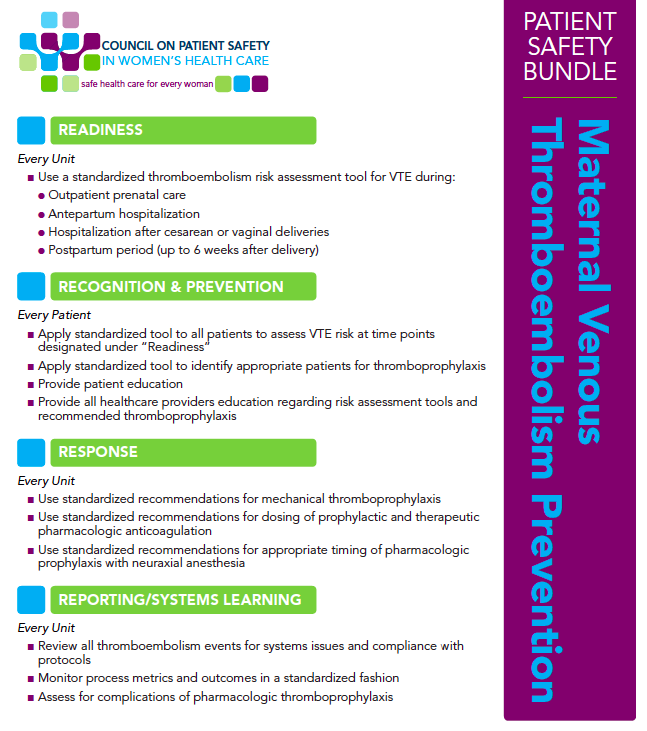 COUNCIL ON PATIENT SAFETY
IN WOMEN'S HEALTH CARE
safe health care for every woman
PATIENT
SAFETY
BUNDLE
Maternal Venous
Thromboembolism Prevention
READINESS
Every Unit
■ Use a standardized thromboembolism risk assessment tool for VTE during:
● Outpatient prenatal care
● Antepartum hospitalization
● Hospitalization after cesarean or vaginal deliveries
● Postpartum period (up to 6 weeks after delivery)
RECOGNITION & PREVENTION
Every Patient
■ Apply standardized tool to all patients to assess VTE risk at time points
designated under "Readiness"
■ Apply standardized tool to identify appropriate patients for thromboprophylaxis
■ Provide patient education
■ Provide all healthcare providers education regarding risk assessment tools and
recommended thromboprophylaxis
RESPONSE
Every Unit
■ Use standardized recommendations for mechanical thromboprophylaxis
■ Use standardized recommendations for dosing of prophylactic and therapeutic
pharmacologic anticoagulation
■ Use standardized recommendations for appropriate timing of pharmacologic
prophylaxis with neuraxial anesthesia
REPORTING/SYSTEMS LEARNING
Every Unit
■ Review all thromboembolism events for systems issues and compliance with
protocols
■ Monitor process metrics and outcomes in a standardized fashion
■ Assess for complications of pharmacologic thromboprophylaxis